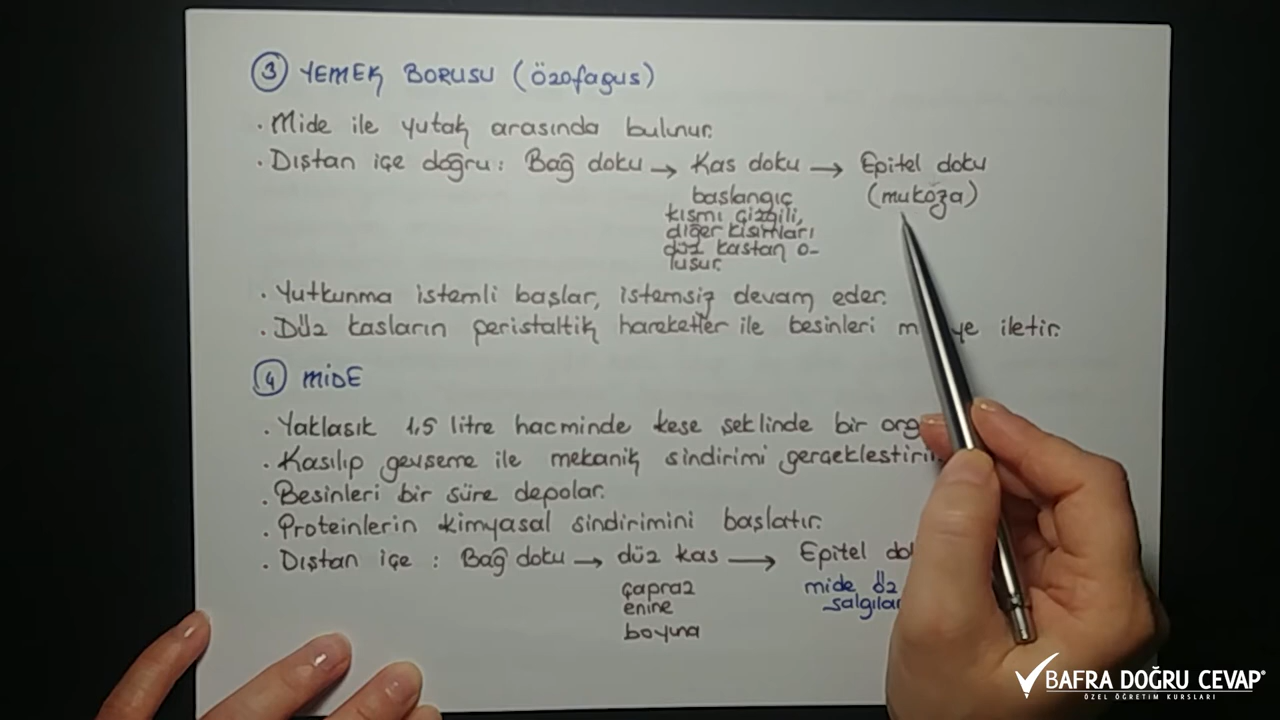 3 YEMEK BORUSU (Özofagus)
. Mide ile yutak arasında bulunur.
. Dıştan içe doğru: Bağ doku → Kas doku → Epitel doku
başlangıç (mukoza)
kısmı çizgili,
diğer kısımları
düz kastan o-
luşur.
. Yutkunma istemli başlar, istemsiz devam eder.
. Düz kasların peristaltik hareketler ile besinleri iletir.
4 MİDE
. Yaklaşık 1,5 litre hacminde kese şeklinde bir
. Kasılıp gevşeme ile mekanik sindirimi
. Besinleri bir süre depolar.
. Proteinlerin kimyasal sindirimini başlatır.
. Dıştan içe : Bağ doku → düz kas → Epitel
çapraz mide öz
enine
boyuna
BAFRA DOĞRU CEVAP®
ÖZEL ÖĞRETİM KURSLARI